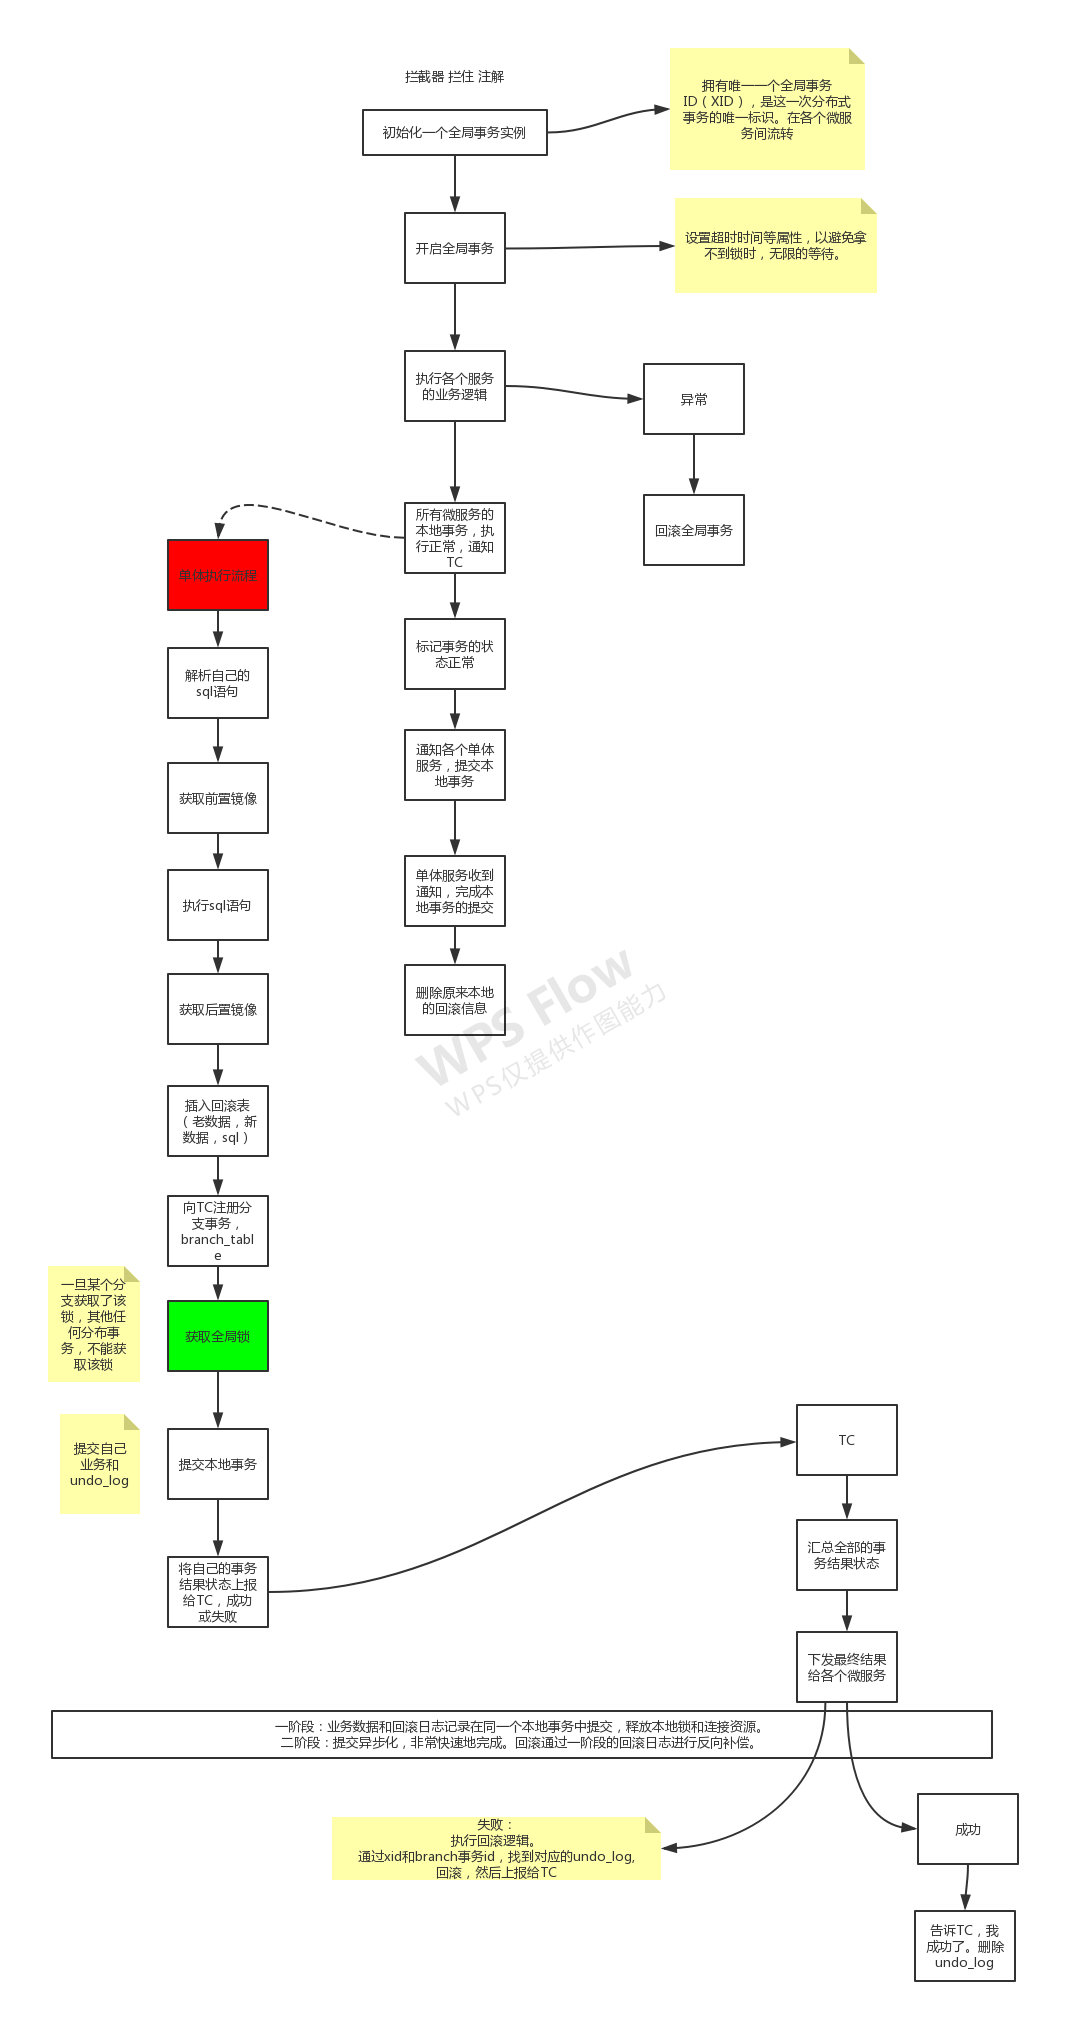 拦截器 拦住 注解
初始化一个全局事务实例
拥有唯一一个全局事务
ID（XID），是这一次分布式
事务的唯一标识。在各个微服
务间流转
开启全局事务
设置超时时间等属性，以避免拿
不到锁时，无限的等待。
执行各个服务
的业务逻辑
异常
回滚全局事务
所有微服务的
本地事务，执
行正常，通知
TC
标记事务的状
态正常
通知各个单体
服务，提交本
地事务
单体服务收到
通知，完成本
地事务的提交
删除原来本地
的回滚信息
单体执行流程
解析自己的
sql语句
获取前置镜像
执行sql语句
获取后置镜像
插入回滚表
（老数据，新
数据，sql）
向TC注册分
支事务，
branch_tabl
e
一旦某个分
支获取了该
锁，其他任
何分布事
务，不能获
取该锁
获取全局锁
提交自己
业务和
undo_log
提交本地事务
将自己的事务
结果状态上报
给TC，成功
或失败
TC
汇总全部的事
务结果状态
下发最终结果
给各个微服务
一阶段：业务数据和回滚日志记录在同一个本地事务中提交，释放本地锁和连接资源。
二阶段：提交异步化，非常快速地完成。回滚通过一阶段的回滚日志进行反向补偿。
失败：
执行回滚逻辑。
通过xid和branch事务id，找到对应的undo_log,
回滚，然后上报给TC
成功
告诉TC，我
成功了。删除
undo_log
WPS Flow
WPS仅提供作图能力